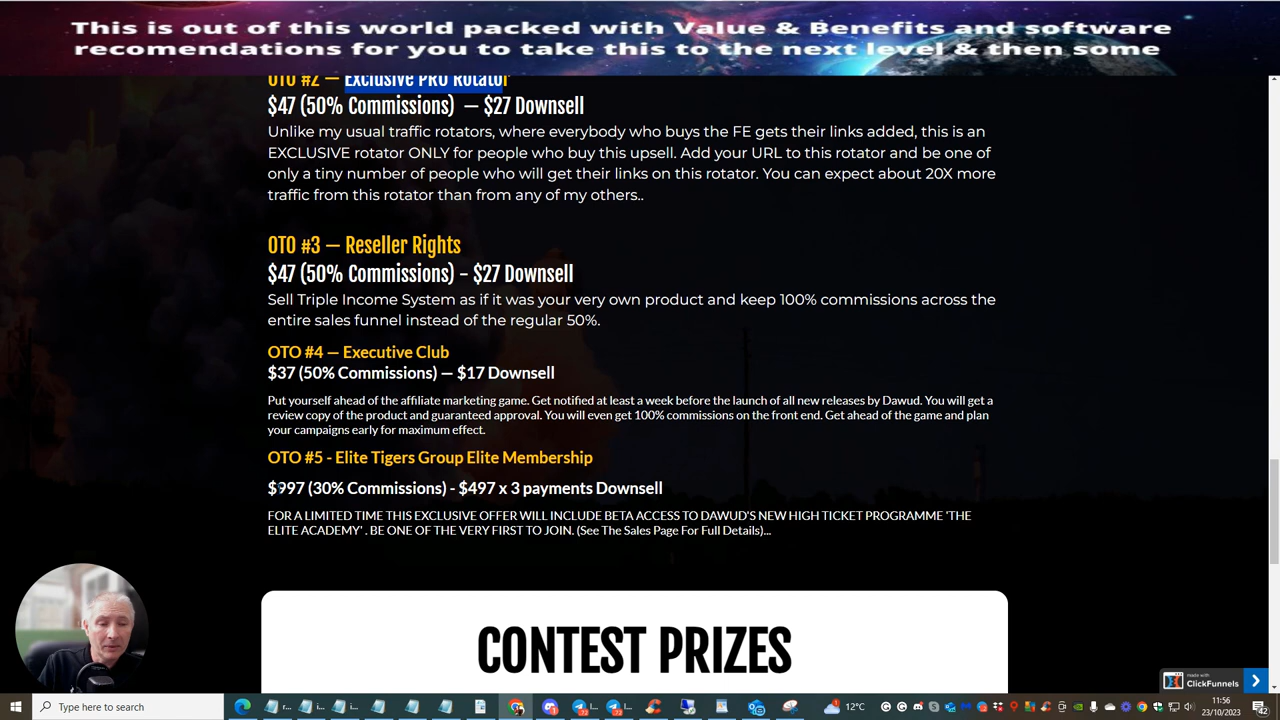 This is out of this world packed with Value & Benefits and software
recomendations for you to take this to the next level & then some
OTO #2 — Exclusive PRO Rotator
$47 (50% Commissions) — $27 Downsell
Unlike my usual traffic rotators, where everybody who buys the FE gets their links added, this is an
EXCLUSIVE rotator ONLY for people who buy this upsell. Add your URL to this rotator and be one of
only a tiny number of people who will get their links on this rotator. You can expect about 20X more
traffic from this rotator than from any of my others..
OTO #3 — Reseller Rights
$47 (50% Commissions) - $27 Downsell
Sell Triple Income System as if it was your very own product and keep 100% commissions across the
entire sales funnel instead of the regular 50%.
OTO #4 — Executive Club
$37 (50% Commissions) — $17 Downsell
Put yourself ahead of the affiliate marketing game. Get notified at least a week before the launch of all new releases by Dawud. You will get a
review copy of the product and guaranteed approval. You will even get 100% commissions on the front end. Get ahead of the game and plan
your campaigns early for maximum effect.
OTO #5 - Elite Tigers Group Elite Membership
$997 (30% Commissions) - $497 x 3 payments Downsell
FOR A LIMITED TIME THIS EXCLUSIVE OFFER WILL INCLUDE BETA ACCESS TO DAWUD'S NEW HIGH TICKET PROGRAMME 'THE
ELITE ACADEMY' . BE ONE OF THE VERY FIRST TO JOIN. (See The Sales Page For Full Details)...
CONTEST PRIZES
made with
ClickFunnels
Type here to search
r...
i...
i...
l...
l...
12°C
11:56
23/10/2023
42